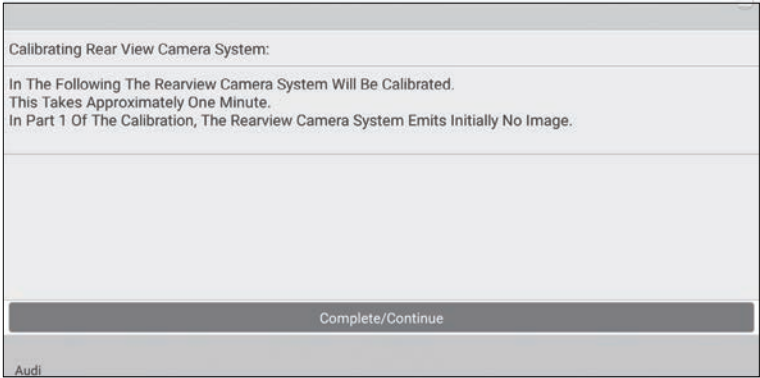 Calibrating Rear View Camera System:
In The Following The Rearview Camera System Will Be Calibrated.
This Takes Approximately One Minute.
In Part 1 Of The Calibration, The Rearview Camera System Emits Initially No Image.
Complete/Continue
Audi